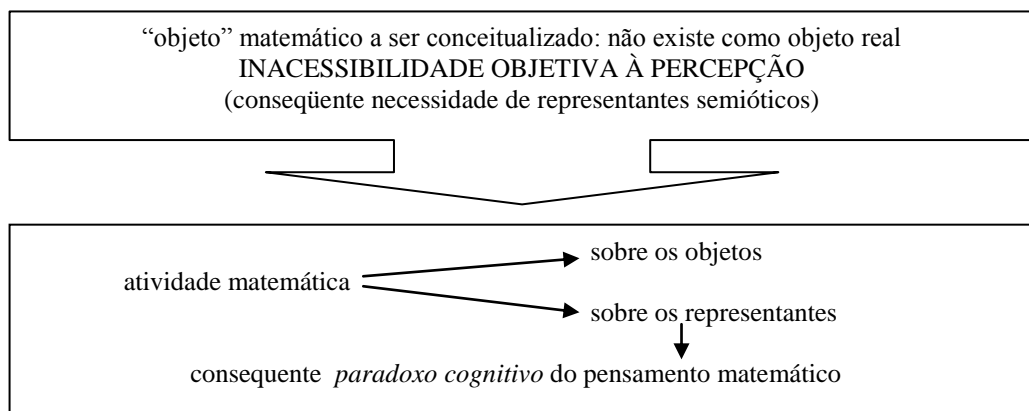 “objeto” matemático a ser conceitualizado: não existe como objeto real
INACESSIBILIDADE OBJETIVA À PERCEPÇÃO
(conseqüente necessidade de representantes semióticos)
sobre os objetos
atividade matemática
sobre os representantes
consequente paradoxo cognitivo do pensamento matemático